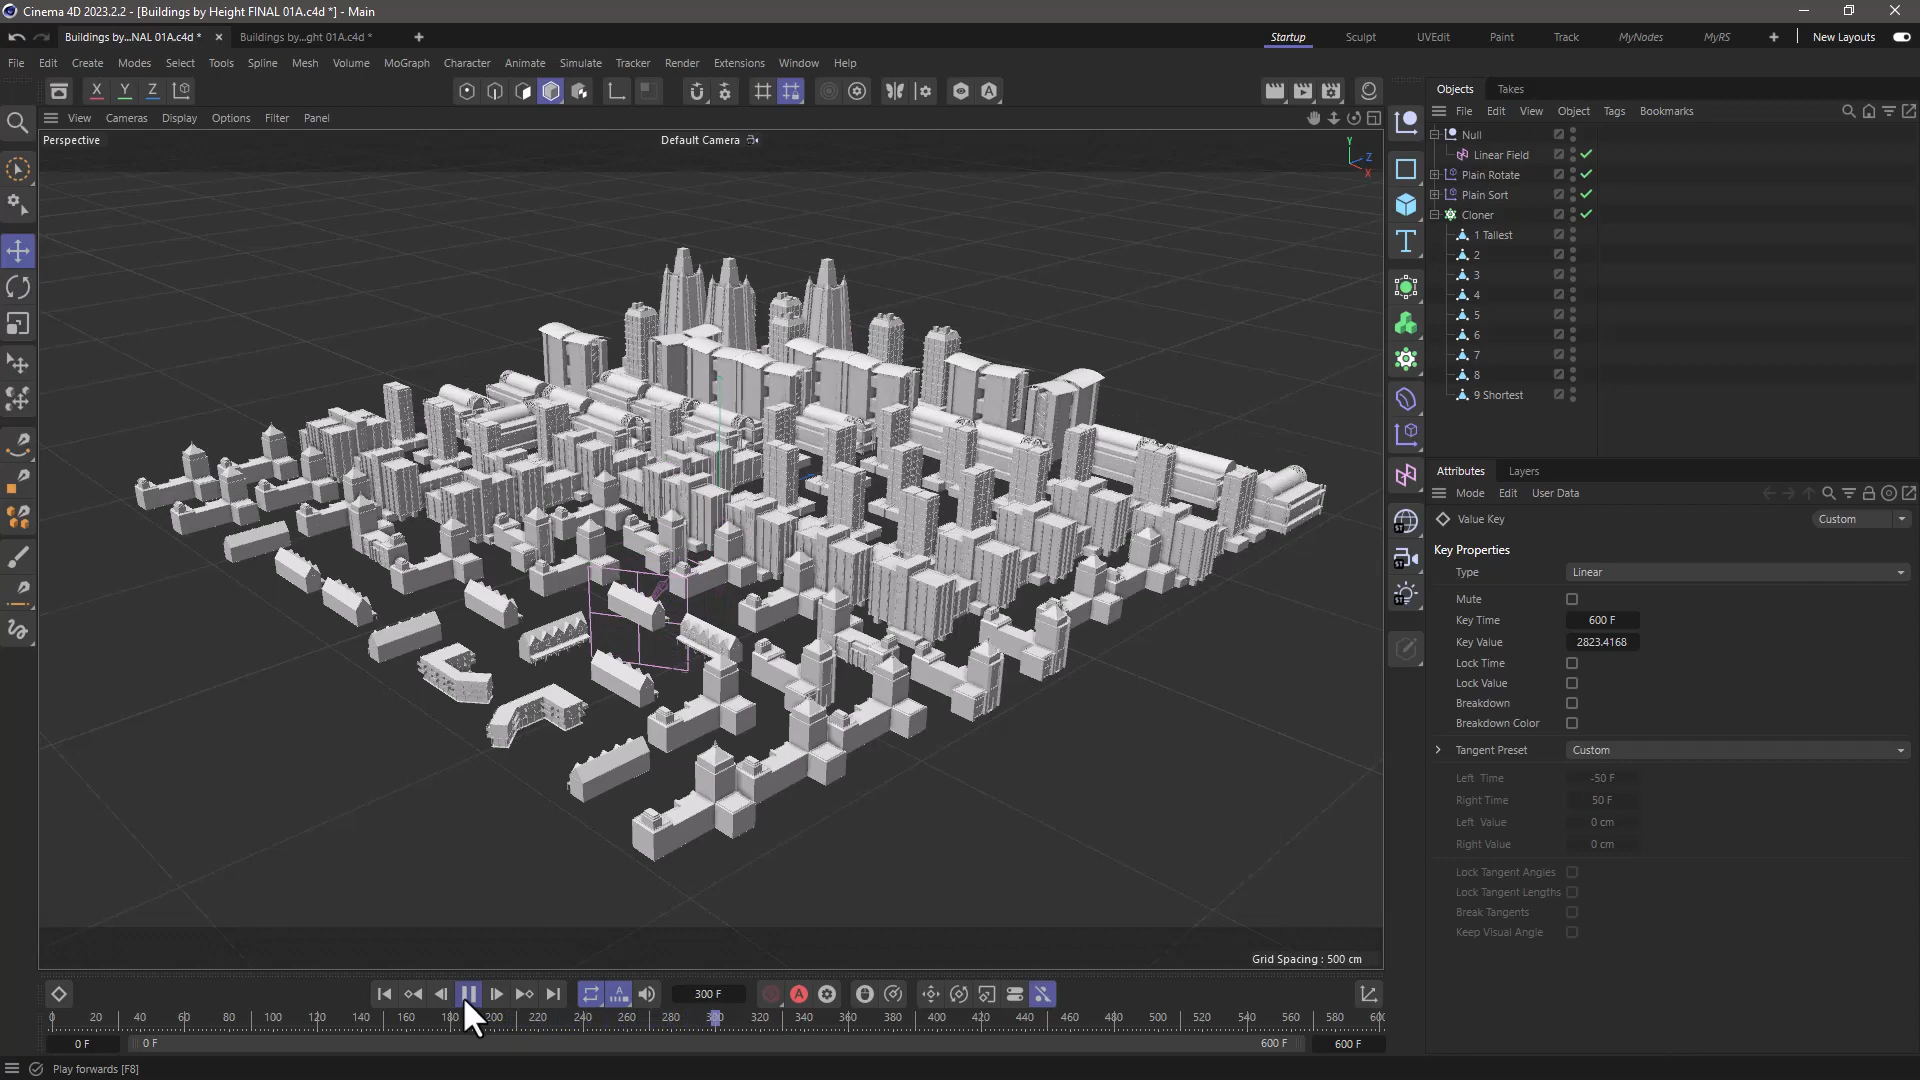 Cinema 4D 2023.2.2 - [Buildings by Height FINAL 01A.c4d *] - Main
Buildings by...NAL 01A.c4d *
Buildings by...ght 01A.c4d *
Startup
Sculpt
UVEdit
Paint
Track
MyNodes
MyRS
New Layouts
File Edit Create Modes Select Tools Spline Mesh Volume MoGraph Character Animate Simulate Tracker Render Extensions Window Help
X Y Z
Objects Takes
File Edit View Object Tags Bookmarks
View Cameras Display Options Filter Panel
Perspective
Default Camera
Y
Z
X
Null
Linear Field
Plain Rotate
Plain Sort
Cloner
1 Tallest
2
3
4
5
6
7
8
9 Shortest
Attributes Layers
Mode Edit User Data
Value Key
Custom
Key Properties
Type Linear
Mute
Key Time 600 F
Key Value 2823.4168
Lock Time
Lock Value
Breakdown
Breakdown Color
Tangent Preset Custom
Left Time -50 F
Right Time 50 F
Left Value 0 cm
Right Value 0 cm
Lock Tangent Angles
Lock Tangent Lengths
Break Tangents
Keep Visual Angle
Grid Spacing : 500 cm
300 F
0 20 40 60 80 100 120 140 160 180 200 220 240 260 280 300 320 340 360 380 400 420 440 460 480 500 520 540 560 580
0 F
0 F
600 F
600 F
Play forwards [F8]